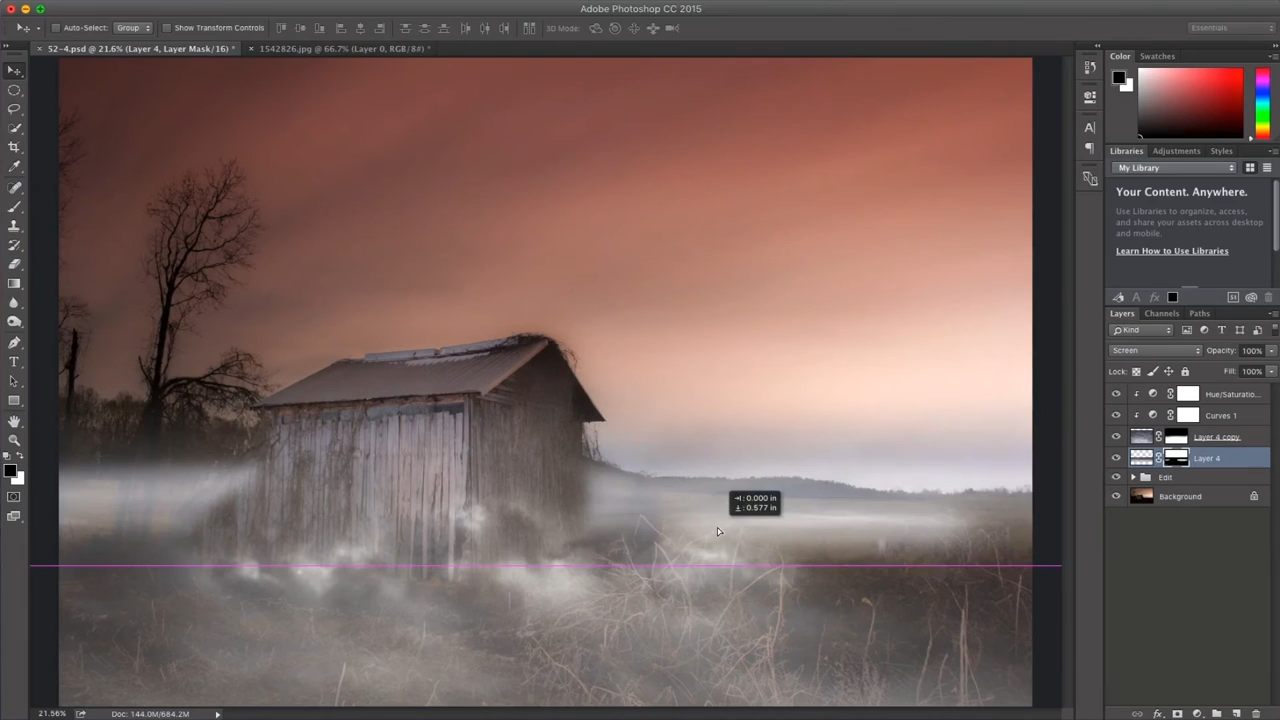 Adobe Photoshop CC 2015
Auto-Select: Group Show Transform Controls 3D Mode: Essentials
× 52-4.psd @ 21.6% (Layer 4, Layer Mask/16) * × 1542826.jpg @ 66.7% (Layer 0, RGB/8#) *
Color Swatches
Libraries Adjustments Styles
My Library
Your Content. Anywhere.
Use Libraries to organize, access,
and share your assets across desktop
and mobile.
Learn How to Use Libraries
Layers Channels Paths
Kind
Screen Opacity: 100%
Lock: Fill: 100%
Hue/Saturatio...
Curves 1
Layer 4 copy
Layer 4
Edit
Background
: 0.000 in
: 0.577 in
21.56% Doc: 144.0M/684.2M